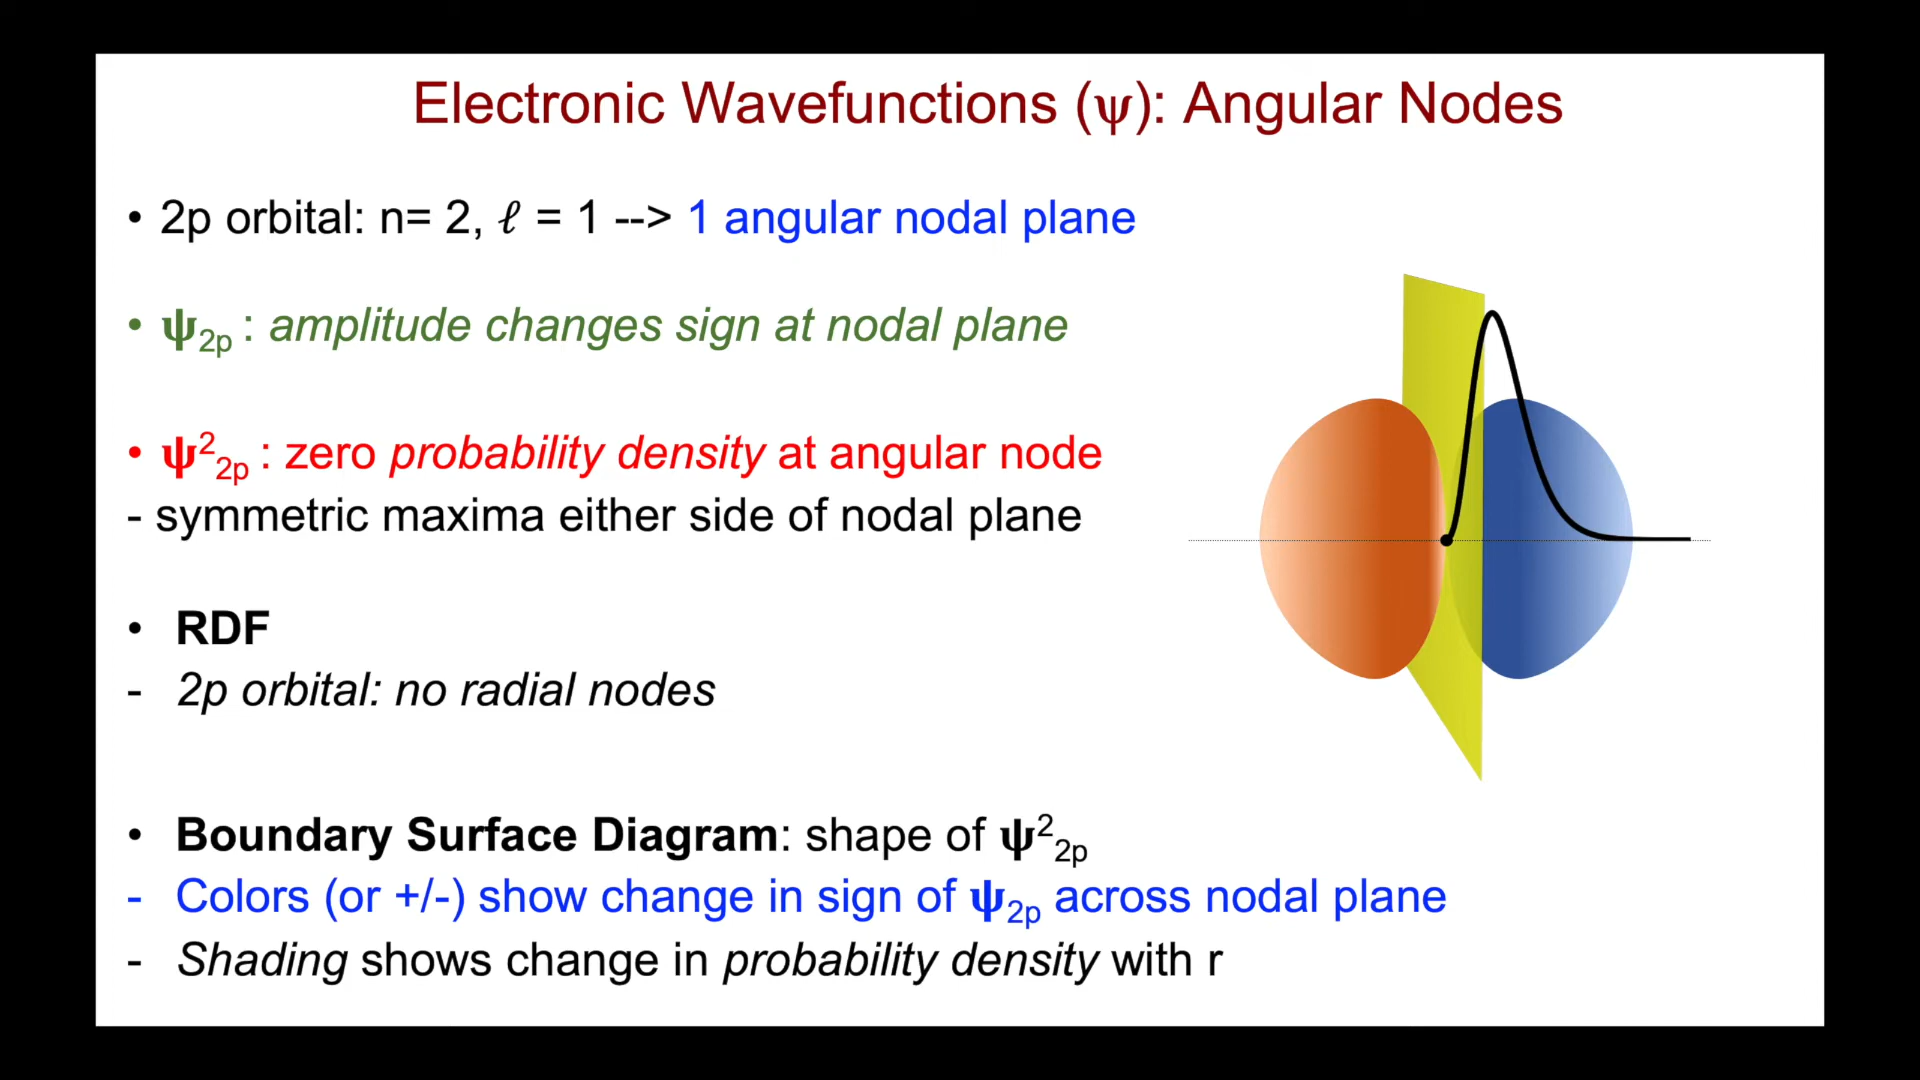 Electronic Wavefunctions (ψ): Angular Nodes
• 2p orbital: n= 2, ℓ = 1 --> 1 angular nodal plane
• ψ₂ₚ : amplitude changes sign at nodal plane
• ψ²₂ₚ : zero probability density at angular node
- symmetric maxima either side of nodal plane
• RDF
- 2p orbital: no radial nodes
• Boundary Surface Diagram: shape of ψ²₂ₚ
- Colors (or +/-) show change in sign of ψ₂ₚ across nodal plane
- Shading shows change in probability density with r